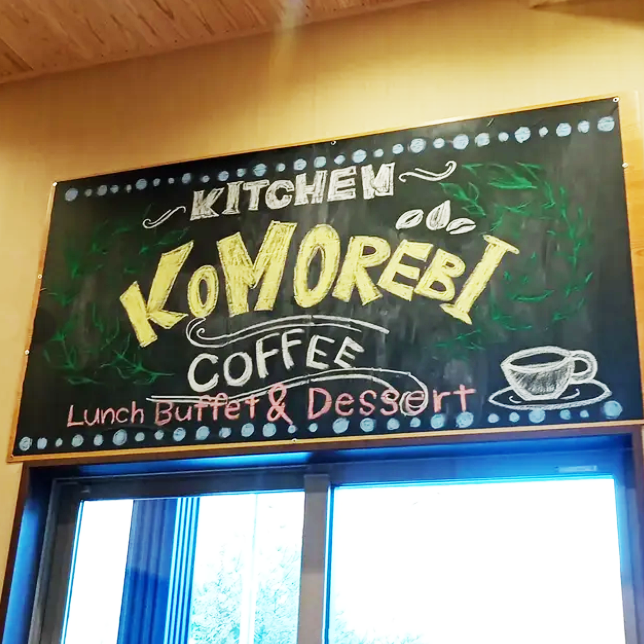 KITCHEN
KOMOREBI
COFFEE
Lunch Buffet & Dessert